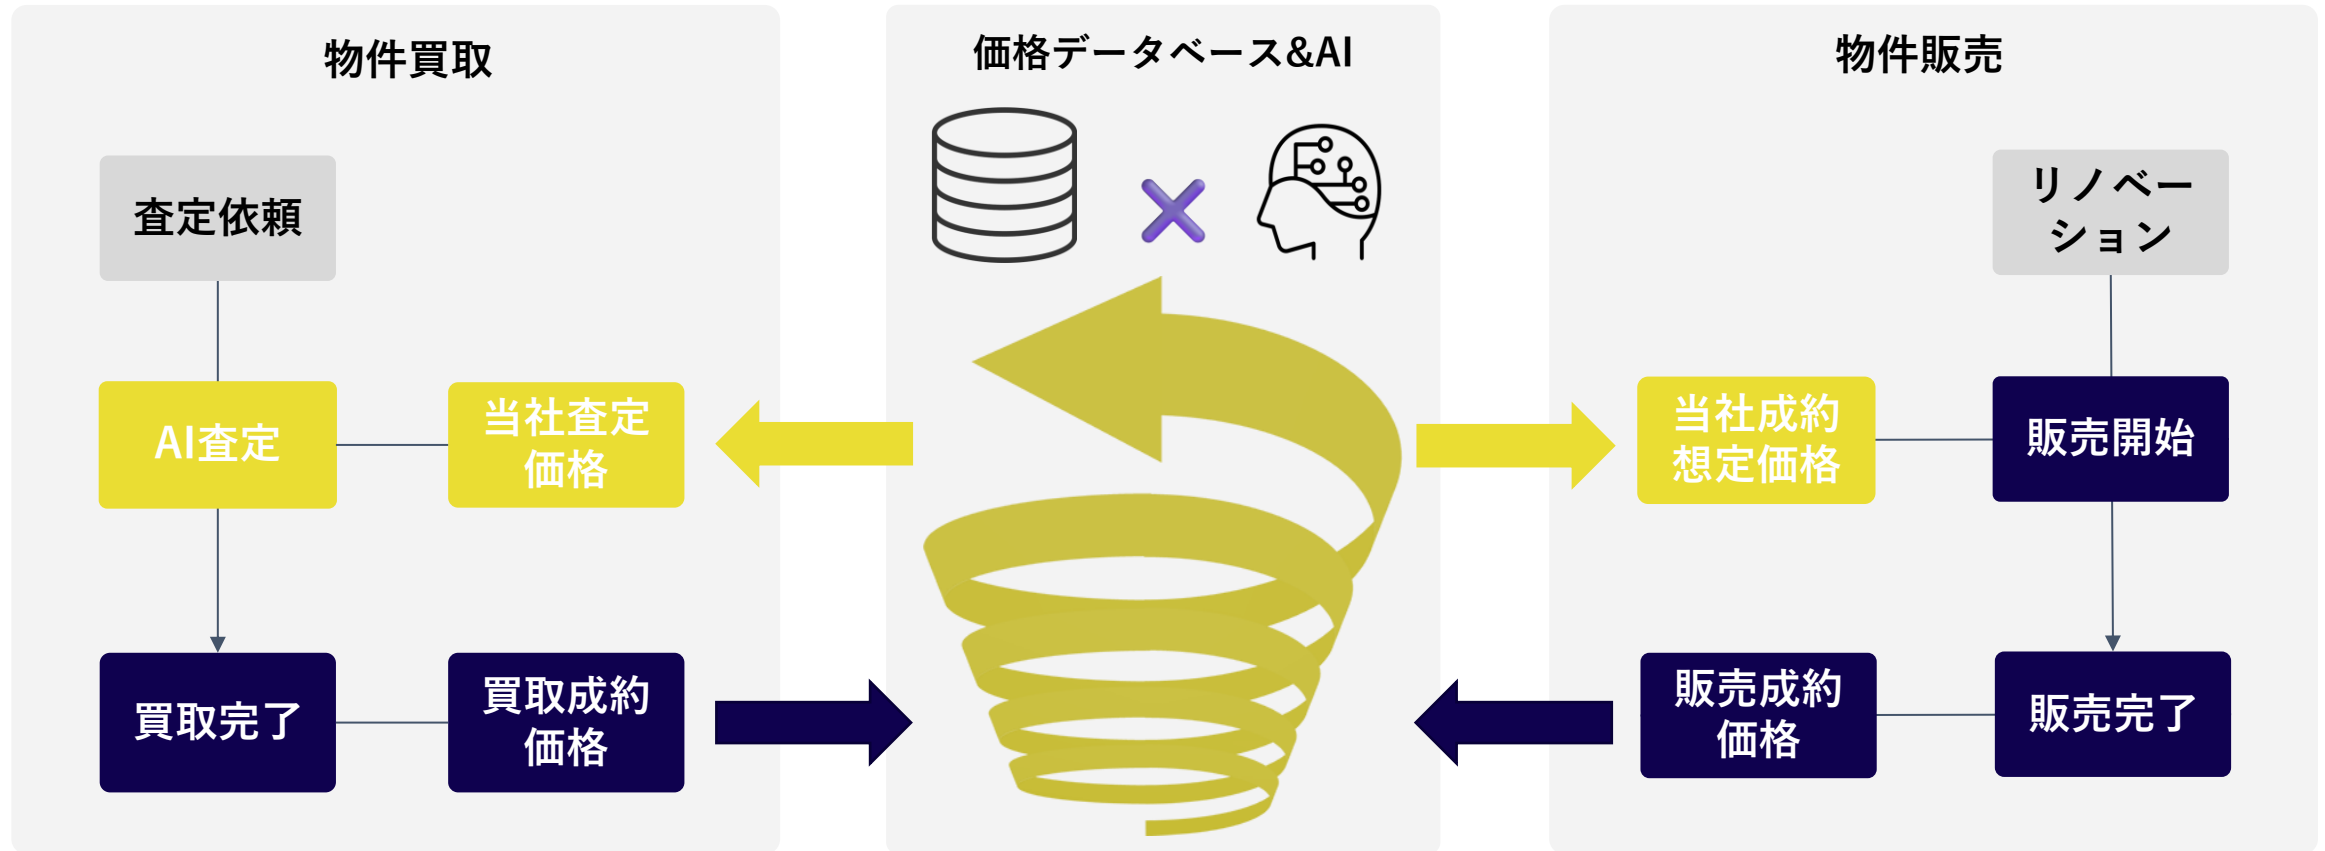 物件買取
査定依頼
AI査定
当社査定
価格
買取完了
買取成約
価格
価格データベース&AI
物件販売
リノベー
ション
当社成約
想定価格
販売開始
販売成約
価格
販売完了